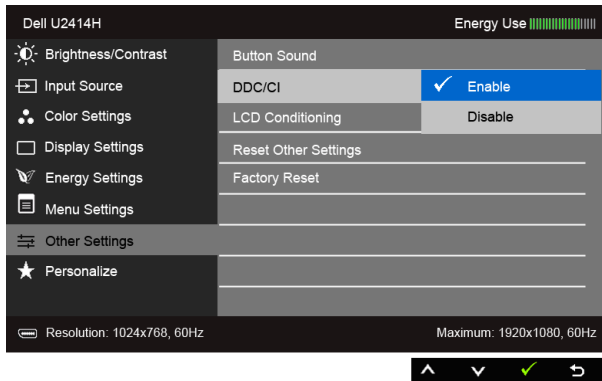 Dell U2414H Energy Use
Brightness/Contrast Button Sound
Input Source DDC/CI Enable
Color Settings LCD Conditioning Disable
Display Settings Reset Other Settings
Energy Settings Factory Reset
Menu Settings
Other Settings
Personalize
Resolution: 1024x768, 60Hz Maximum: 1920x1080, 60Hz